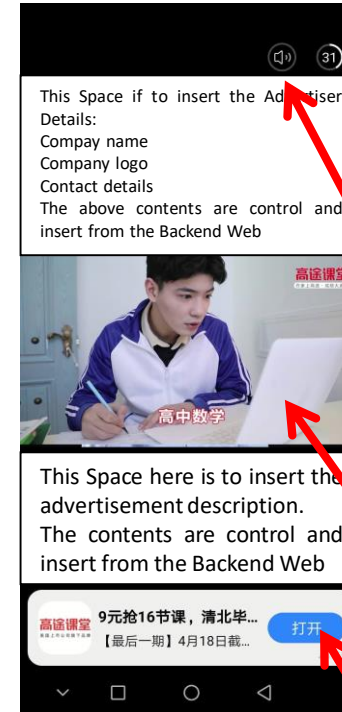 31
This Space if to insert the Advertiser
Details:
Compay name
Company logo
Contact details
The above contents are control and
insert from the Backend Web
高途课堂
高中数学
This Space here is to insert the
advertisement description.
The contents are control and
insert from the Backend Web
高途课堂
9元抢16节课，清北毕...
【最后一期】4月18日截...
打开